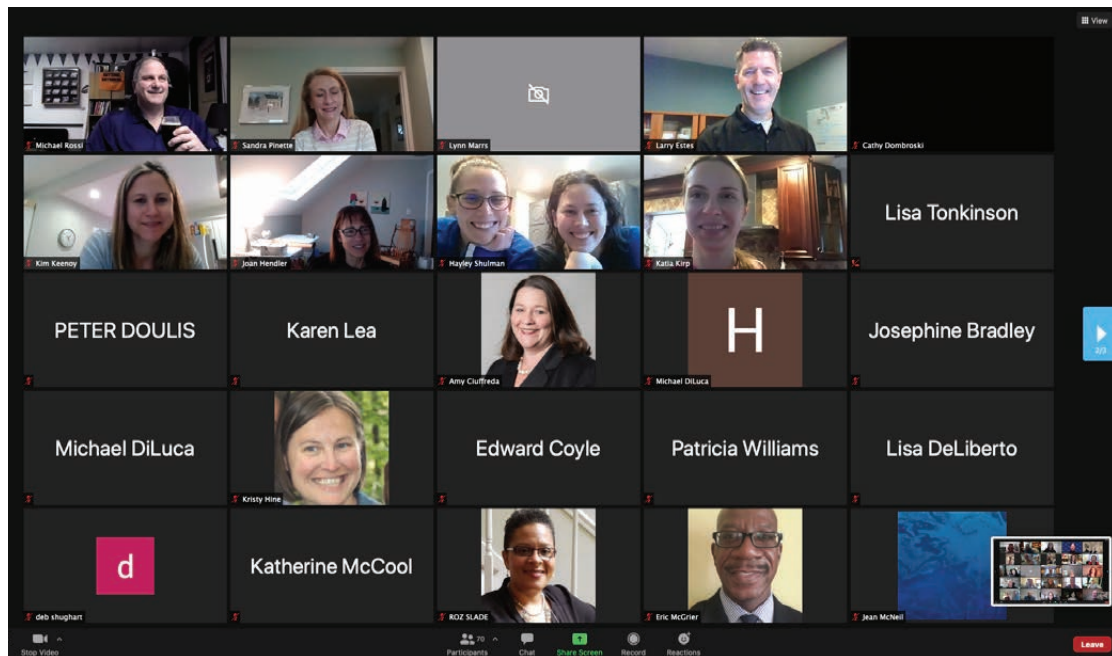 View
Michael Rossi
Sandra Pinette
Lynn Marrs
Larry Estes
Cathy Dombroski
Kim Keenoy
Joan Hendler
Hayley Shulman
Katia Kirp
Lisa Tonkinson
PETER DOULIS
Karen Lea
Amy Ciuffreda
H
Michael DiLuca
Josephine Bradley
2/3
Michael DiLuca
Kristy Hine
Edward Coyle
Patricia Williams
Lisa DeLiberto
d
deb shughart
Katherine McCool
ROZ SLADE
Eric McGrier
Jean McNeil
Stop Video
70
Participants
Chat
Share Screen
Record
Reactions
Leave